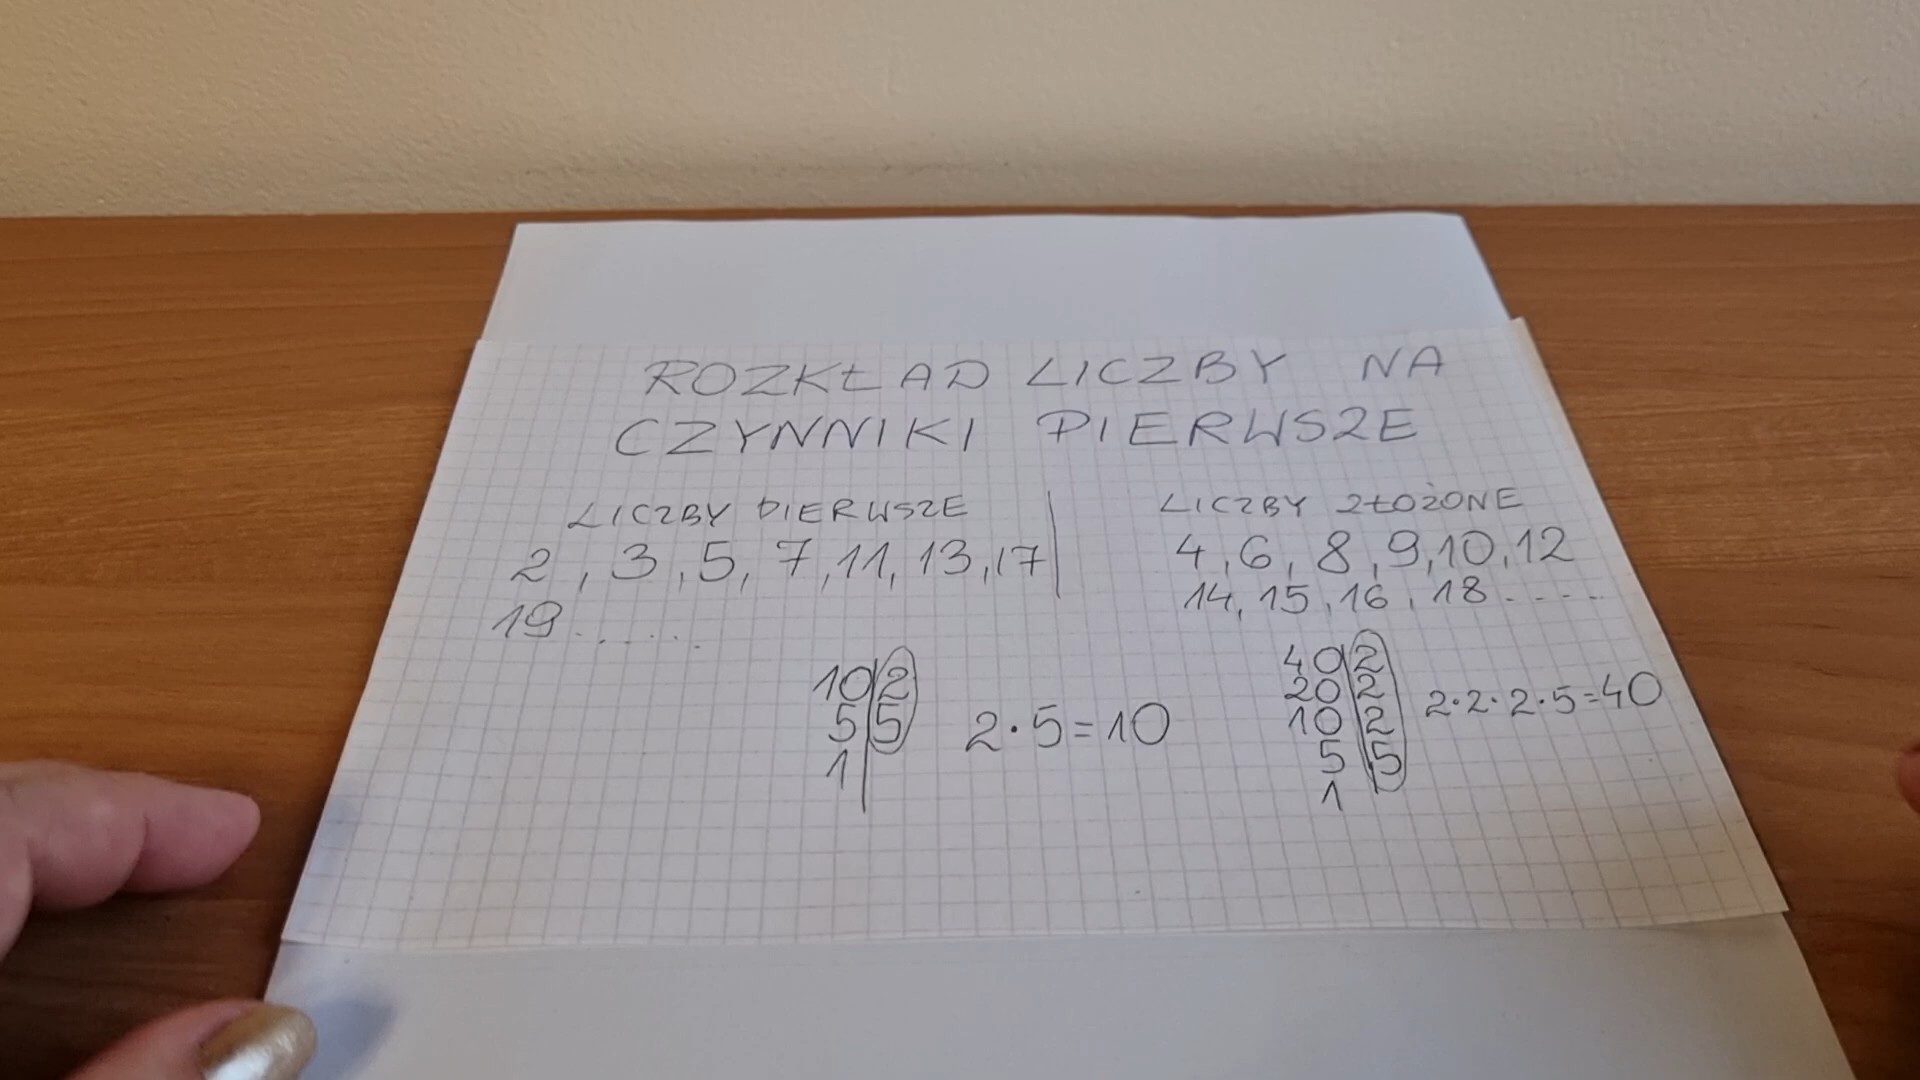 ROZKŁAD LICZBY NA
CZYNNIKI PIERWSZE
LICZBY PIERWSZE
2, 3, 5, 7, 11, 13, 17
19......
LICZBY ZŁOŻONE
4, 6, 8, 9, 10, 12
14, 15, 16, 18.....
10|2
5|5
1|
2·5=10
40|2
20|2
10|2
5|5
1
2·2·2·5=40